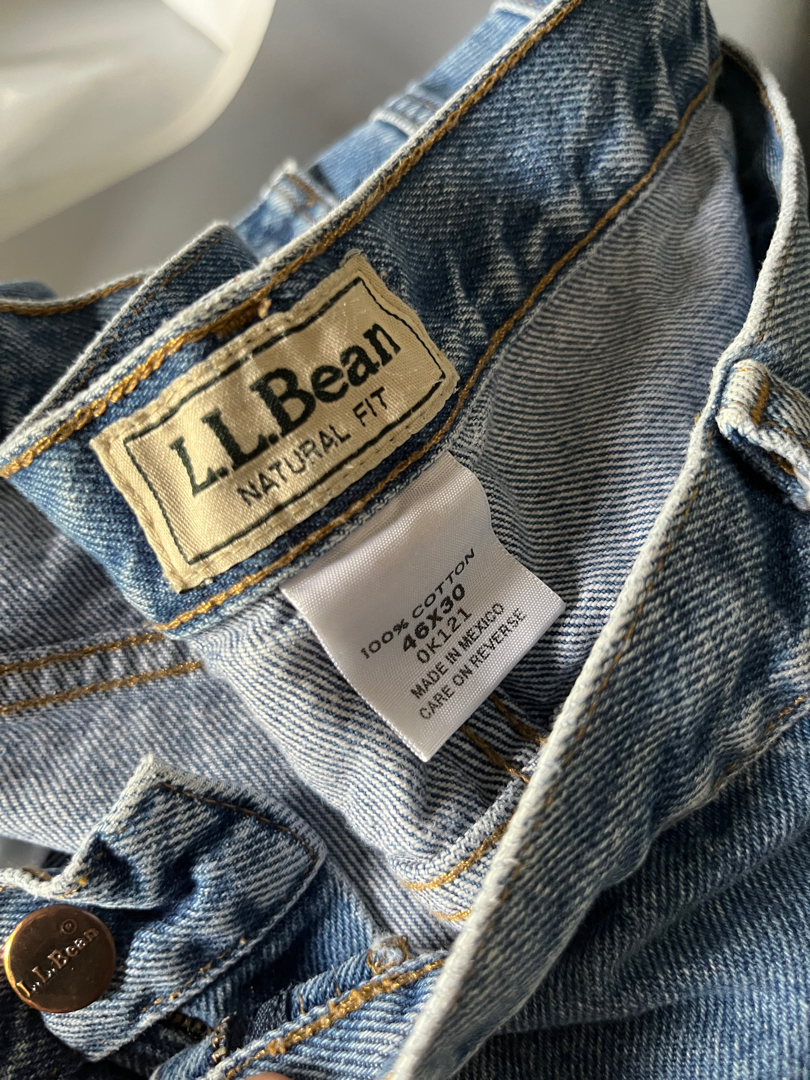 L.L.Bean
NATURAL FIT
100% COTTON
46X30
0K121
MADE IN MEXICO
CARE ON REVERSE
L.L.Bean
®